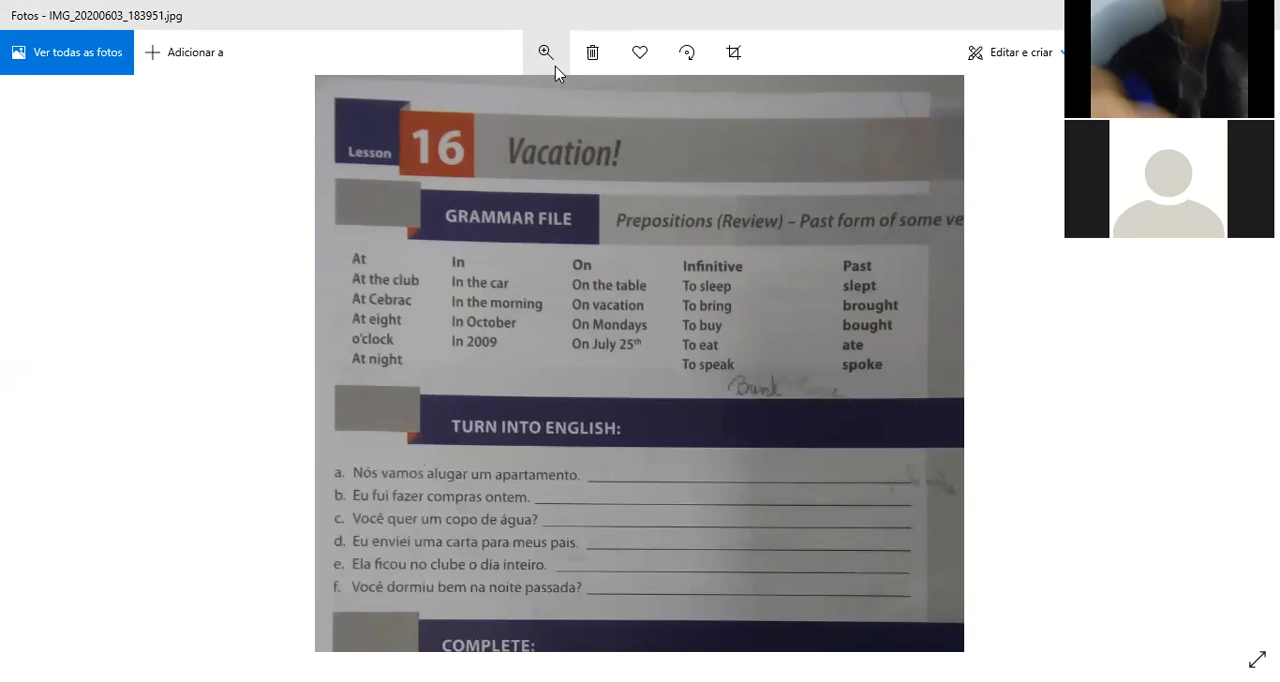 Fotos - IMG_20200603_183951.jpg
Ver todas as fotos
Adicionar a
Editar e criar
Lesson 16 Vacation!
GRAMMAR FILE
Prepositions (Review) – Past form of some ve
At
At the club
At Cebrac
At eight
o'clock
At night
In
In the car
In the morning
In October
In 2009
On
On the table
On vacation
On Mondays
On July 25th
Infinitive
To sleep
To bring
To buy
To eat
To speak
Past
slept
brought
bought
ate
spoke
TURN INTO ENGLISH:
a. Nós vamos alugar um apartamento.
b. Eu fui fazer compras ontem.
c. Você quer um copo de água?
d. Eu enviei uma carta para meus pais.
e. Ela ficou no clube o dia inteiro.
f. Você dormiu bem na noite passada?
COMPLETE: